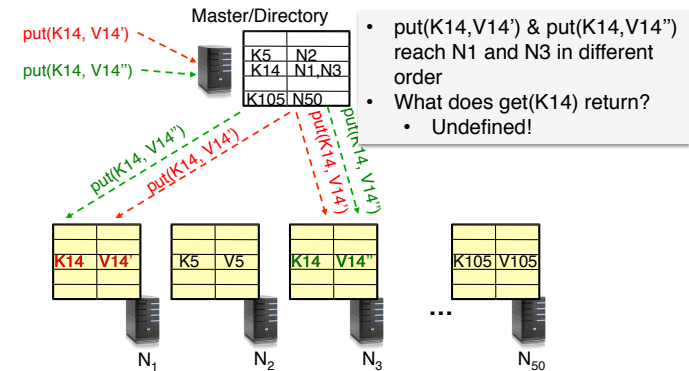 Master/Directory
put(K14, V14')
put(K14, V14'')
K5 N2
K14 N1,N3
K105 N50
• put(K14,V14') & put(K14,V14'')
reach N1 and N3 in different
order
• What does get(K14) return?
• Undefined!
put(K14, V14'')
put(K14, V14')
put(K14, V14')
put(K14, V14'')
K14 V14'
K5 V5
K14 V14''
K105 V105
...
N1
N2
N3
N50